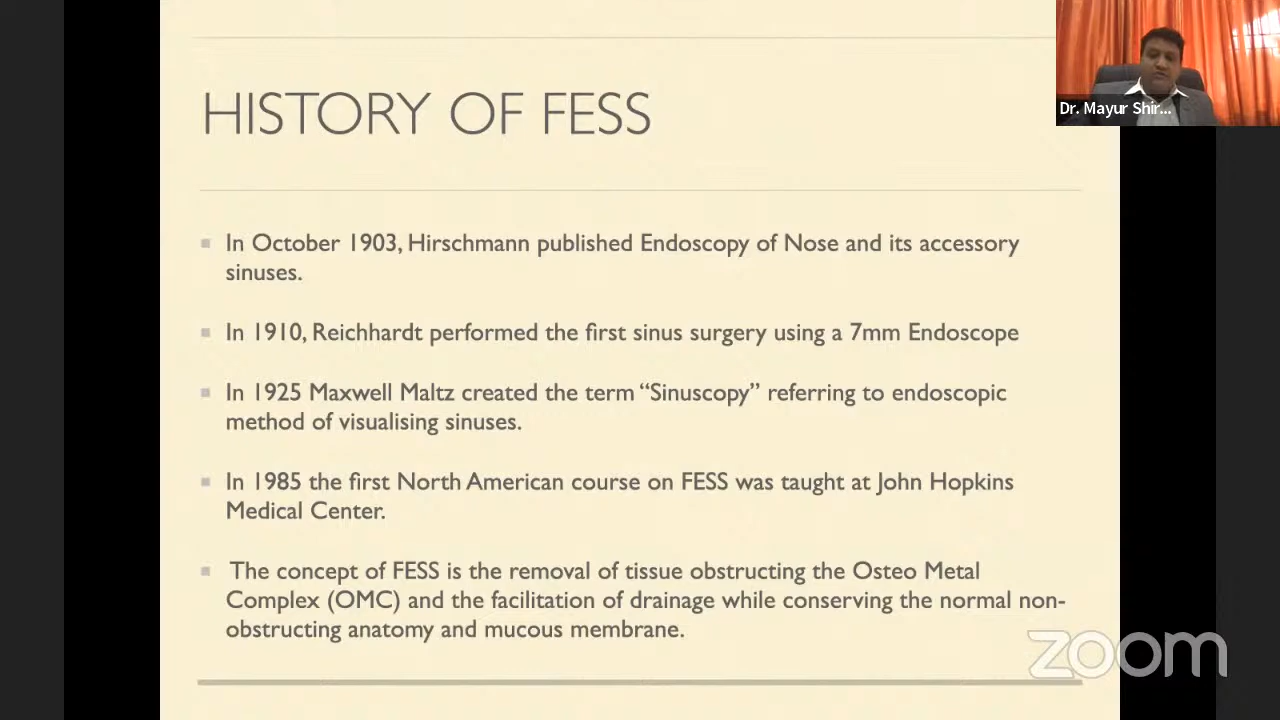 HISTORY OF FESS
Dr. Mayur Shir...
In October 1903, Hirschmann published Endoscopy of Nose and its accessory
sinuses.
In 1910, Reichhardt performed the first sinus surgery using a 7mm Endoscope
In 1925 Maxwell Maltz created the term “Sinuscopy” referring to endoscopic
method of visualising sinuses.
In 1985 the first North American course on FESS was taught at John Hopkins
Medical Center.
The concept of FESS is the removal of tissue obstructing the Osteo Metal
Complex (OMC) and the facilitation of drainage while conserving the normal non-
obstructing anatomy and mucous membrane.
zoom